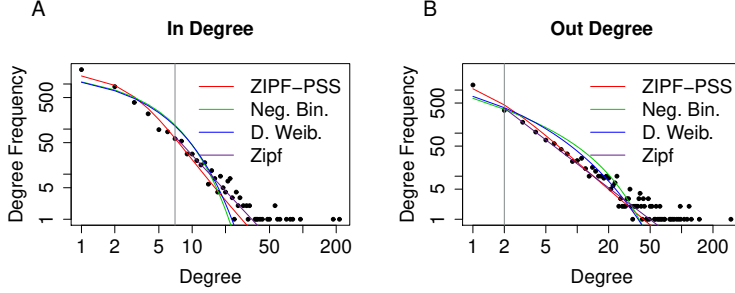 A
In Degree
Degree Frequency
500
50
5
1
ZIPF−PSS
Neg. Bin.
D. Weib.
Zipf
1 2 5 10 50 200
Degree
B
Out Degree
Degree Frequency
500
50
5
1
ZIPF−PSS
Neg. Bin.
D. Weib.
Zipf
1 2 5 20 50 200
Degree